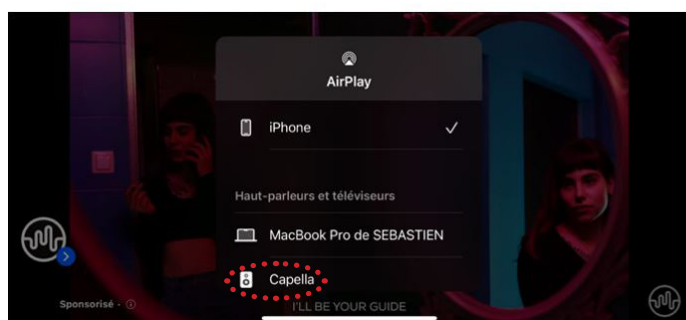 AirPlay
iPhone
Haut-parleurs et téléviseurs
MacBook Pro de SEBASTIEN
Capella
Sponsorisé ·
I'LL BE YOUR GUIDE